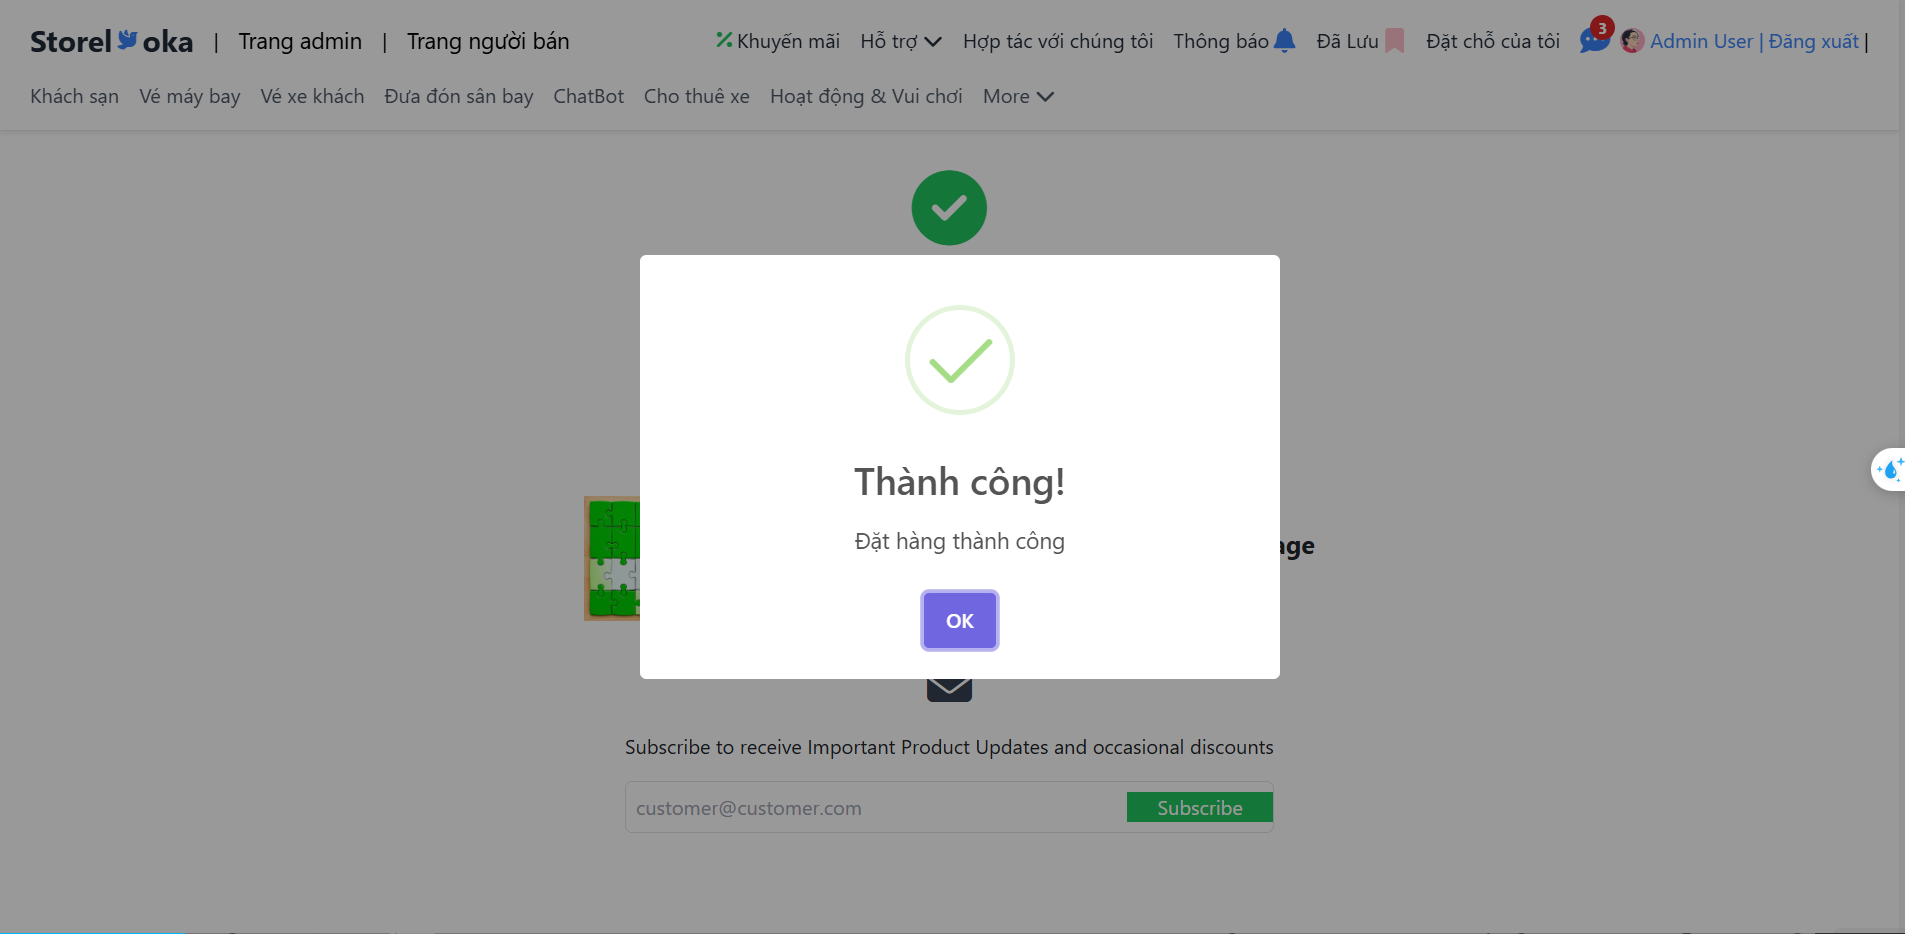 Storel oka | Trang admin | Trang người bán Khuyến mãi Hỗ trợ Hợp tác với chúng tôi Thông báo Đã Lưu Đặt chỗ của tôi 3 Admin User | Đăng xuất |
Khách sạn Vé máy bay Vé xe khách Đưa đón sân bay ChatBot Cho thuê xe Hoạt động & Vui chơi More
Thành công!
Đặt hàng thành công
age
OK
Subscribe to receive Important Product Updates and occasional discounts
customer@customer.com Subscribe